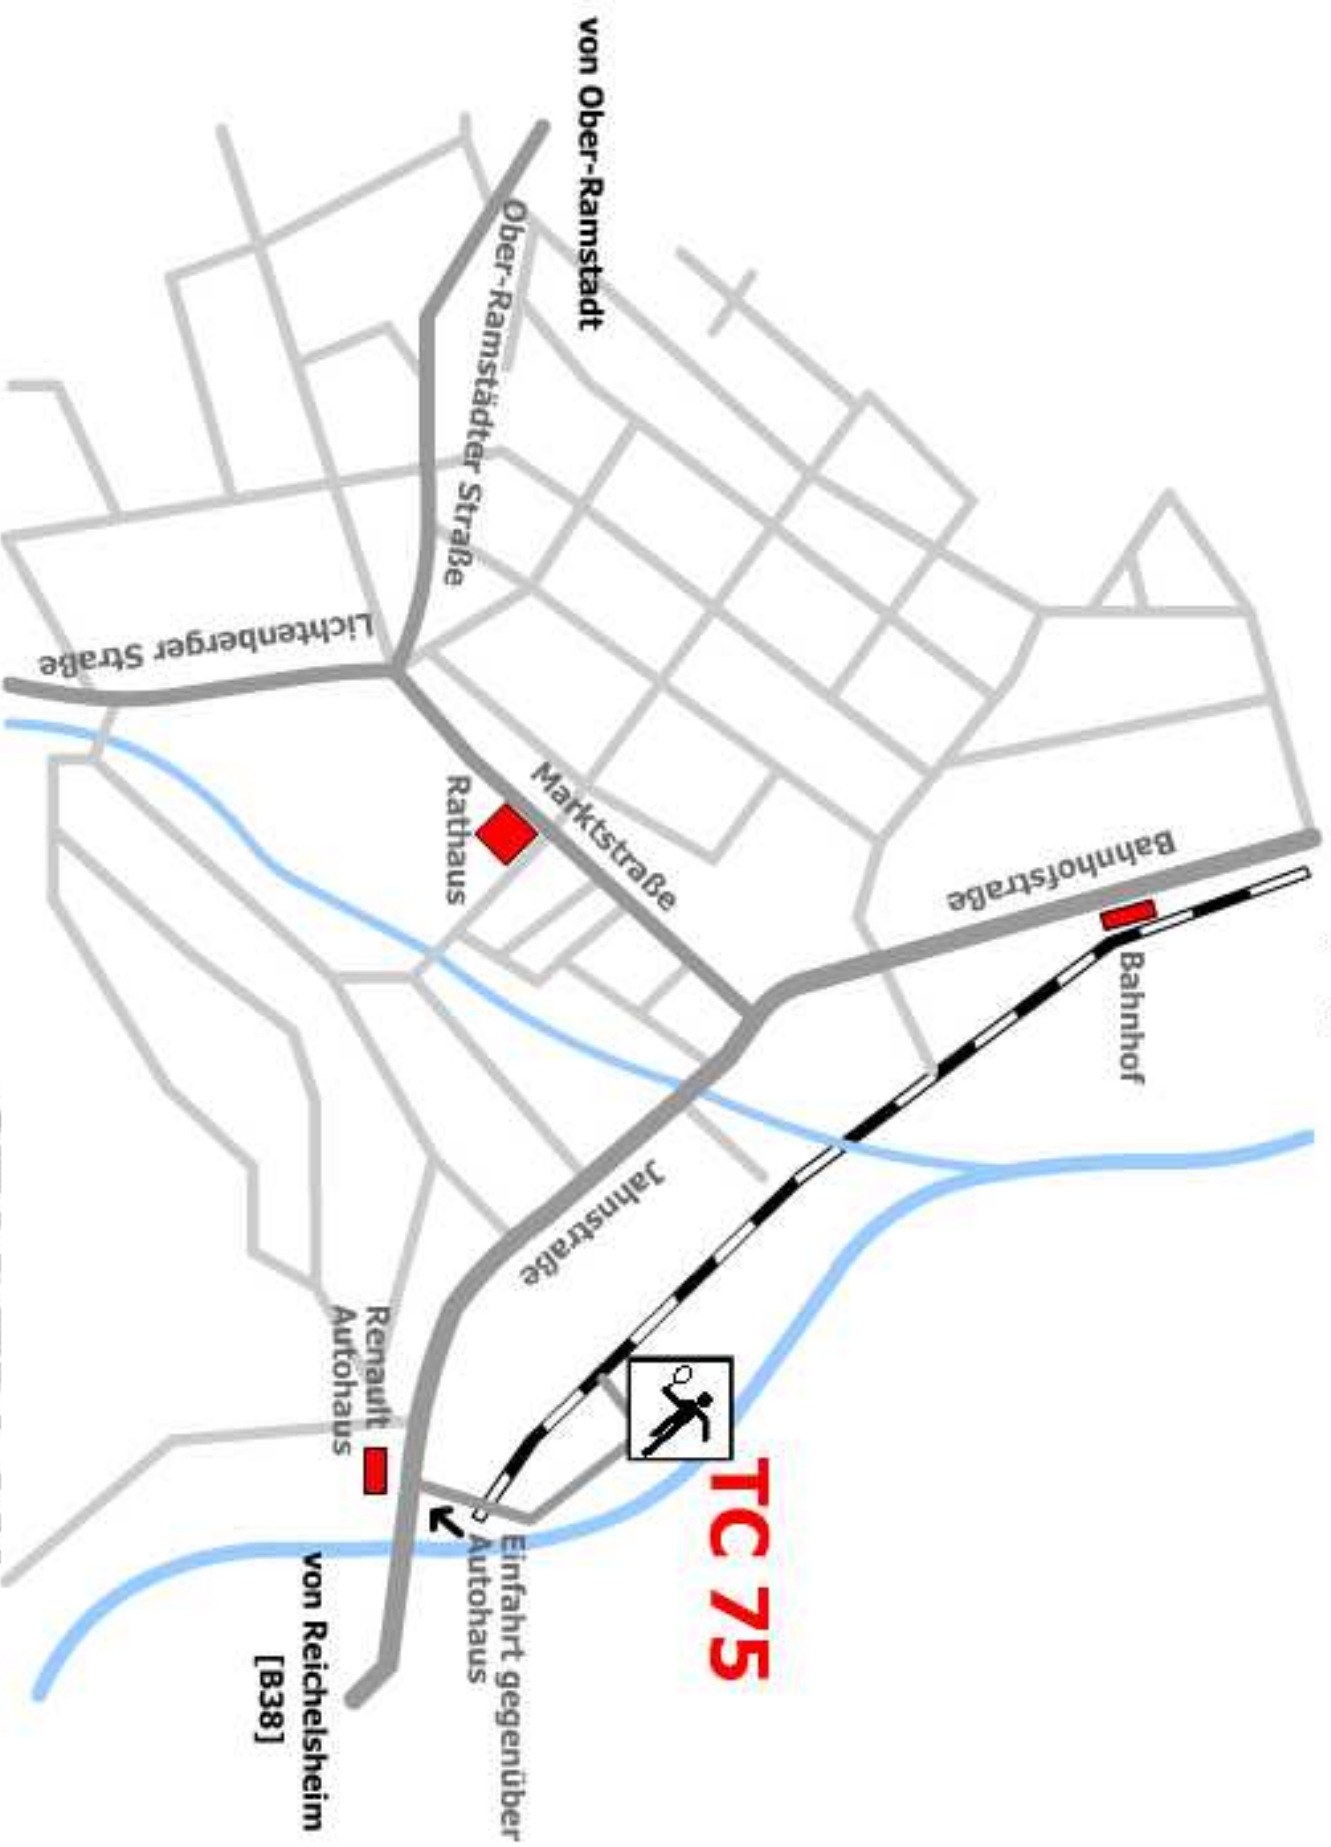 Bahnhofstraße
Bahnhof
von Ober-Ramstadt
Ober-Ramstädter Straße
Marktstraße
Rathaus
Lichtenberger Straße
Jahnstraße
TC 75
Renault
Autohaus
Einfahrt gegenüber
Autohaus
von Reichelsheim
[B38]